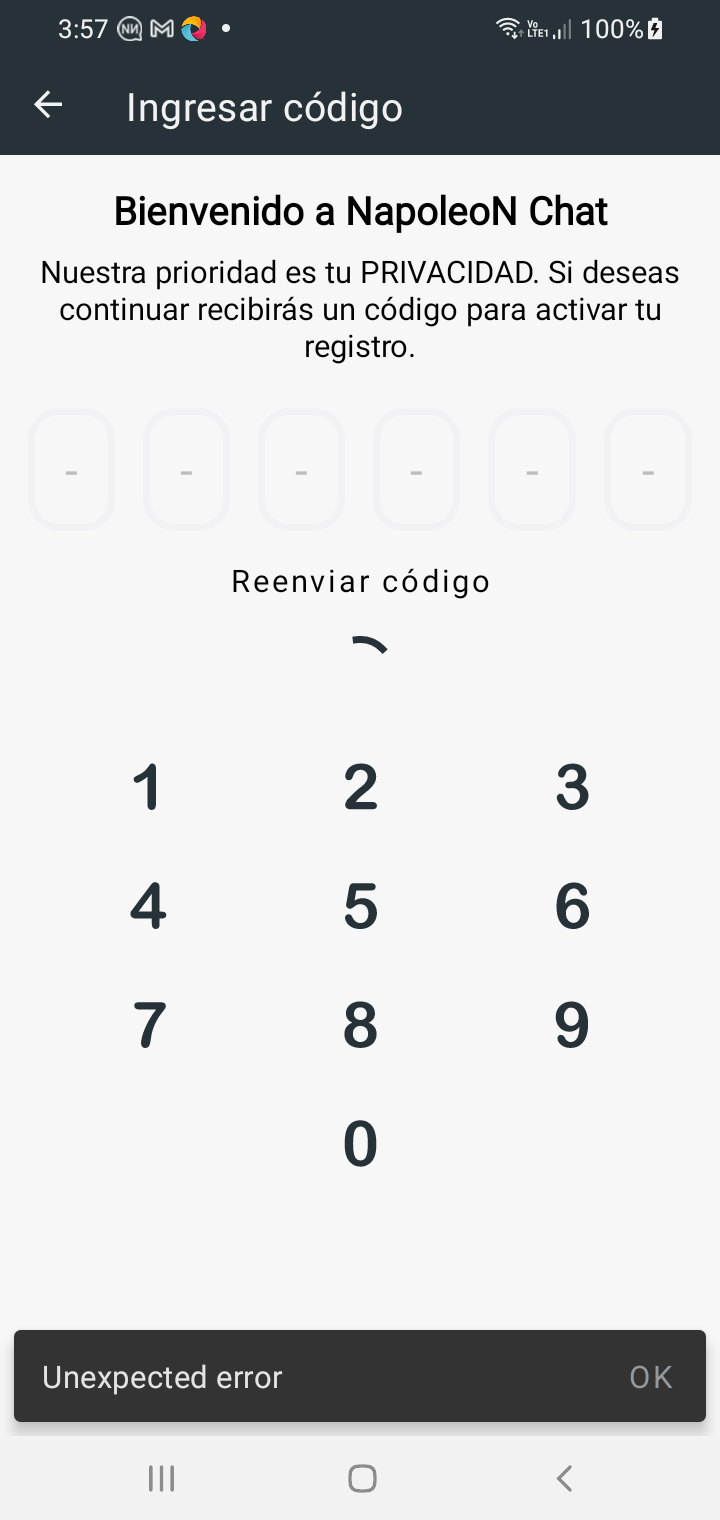 3:57 NN M Vo LTE1 100%
Ingresar código
Bienvenido a NapoleoN Chat
Nuestra prioridad es tu PRIVACIDAD. Si deseas
continuar recibirás un código para activar tu
registro.
- - - - - -
Reenviar código
1 2 3
4 5 6
7 8 9
0
Unexpected error OK